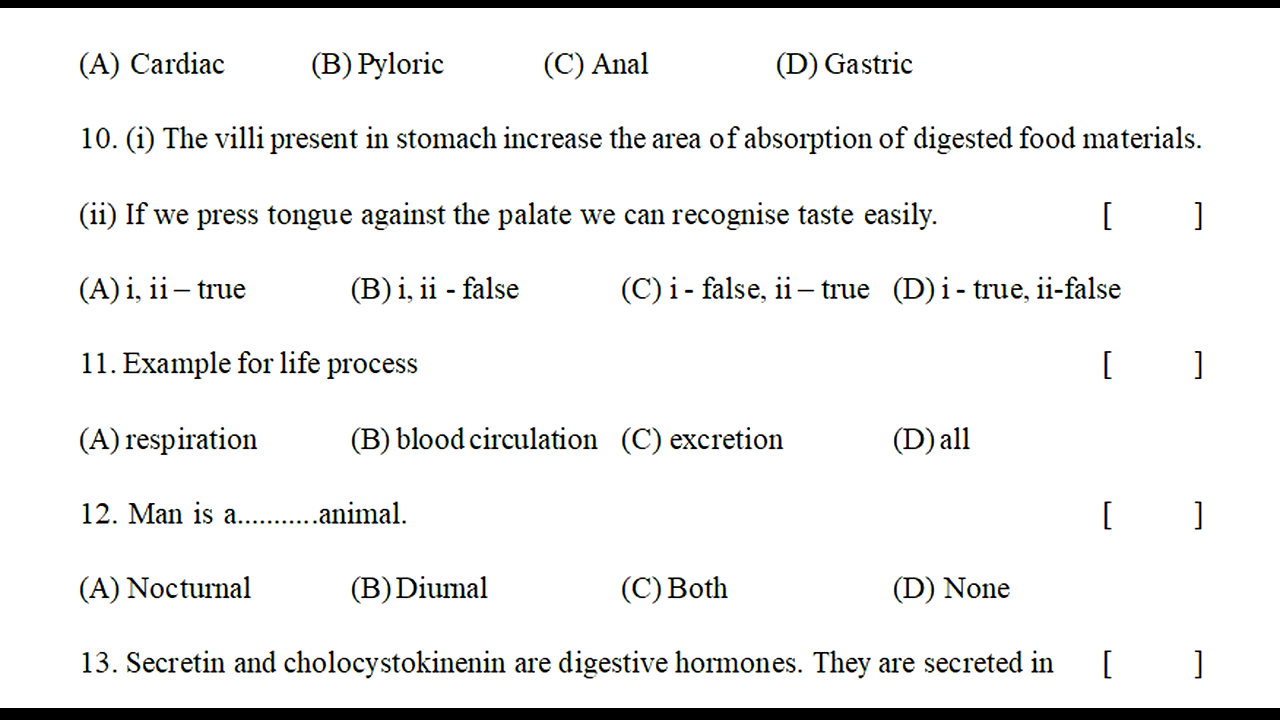 (A) Cardiac (B) Pyloric (C) Anal (D) Gastric
10. (i) The villi present in stomach increase the area of absorption of digested food materials.
(ii) If we press tongue against the palate we can recognise taste easily. [ ]
(A) i, ii – true (B) i, ii - false (C) i - false, ii – true (D) i - true, ii-false
11. Example for life process [ ]
(A) respiration (B) blood circulation (C) excretion (D) all
12. Man is a...........animal. [ ]
(A) Nocturnal (B) Diurnal (C) Both (D) None
13. Secretin and cholocystokinenin are digestive hormones. They are secreted in [ ]